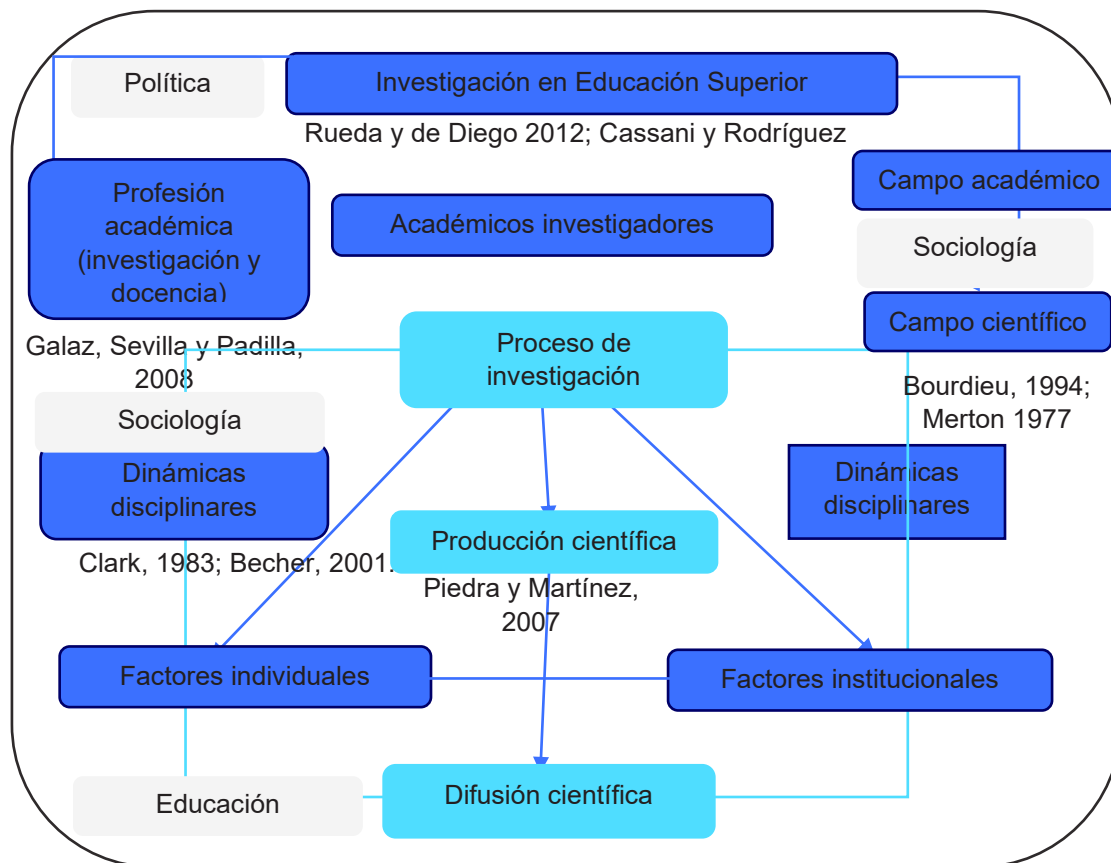 Política
Investigación en Educación Superior
Rueda y de Diego 2012; Cassani y Rodríguez
Profesión
académica
(investigación y
docencia)
Académicos investigadores
Campo académico
Sociología
Campo científico
Galaz, Sevilla y Padilla,
2008
Proceso de
investigación
Bourdieu, 1994;
Merton 1977
Sociología
Dinámicas
disciplinares
Dinámicas
disciplinares
Clark, 1983; Becher, 2001.
Producción científica
Piedra y Martínez,
2007
Factores individuales
Factores institucionales
Educación
Difusión científica